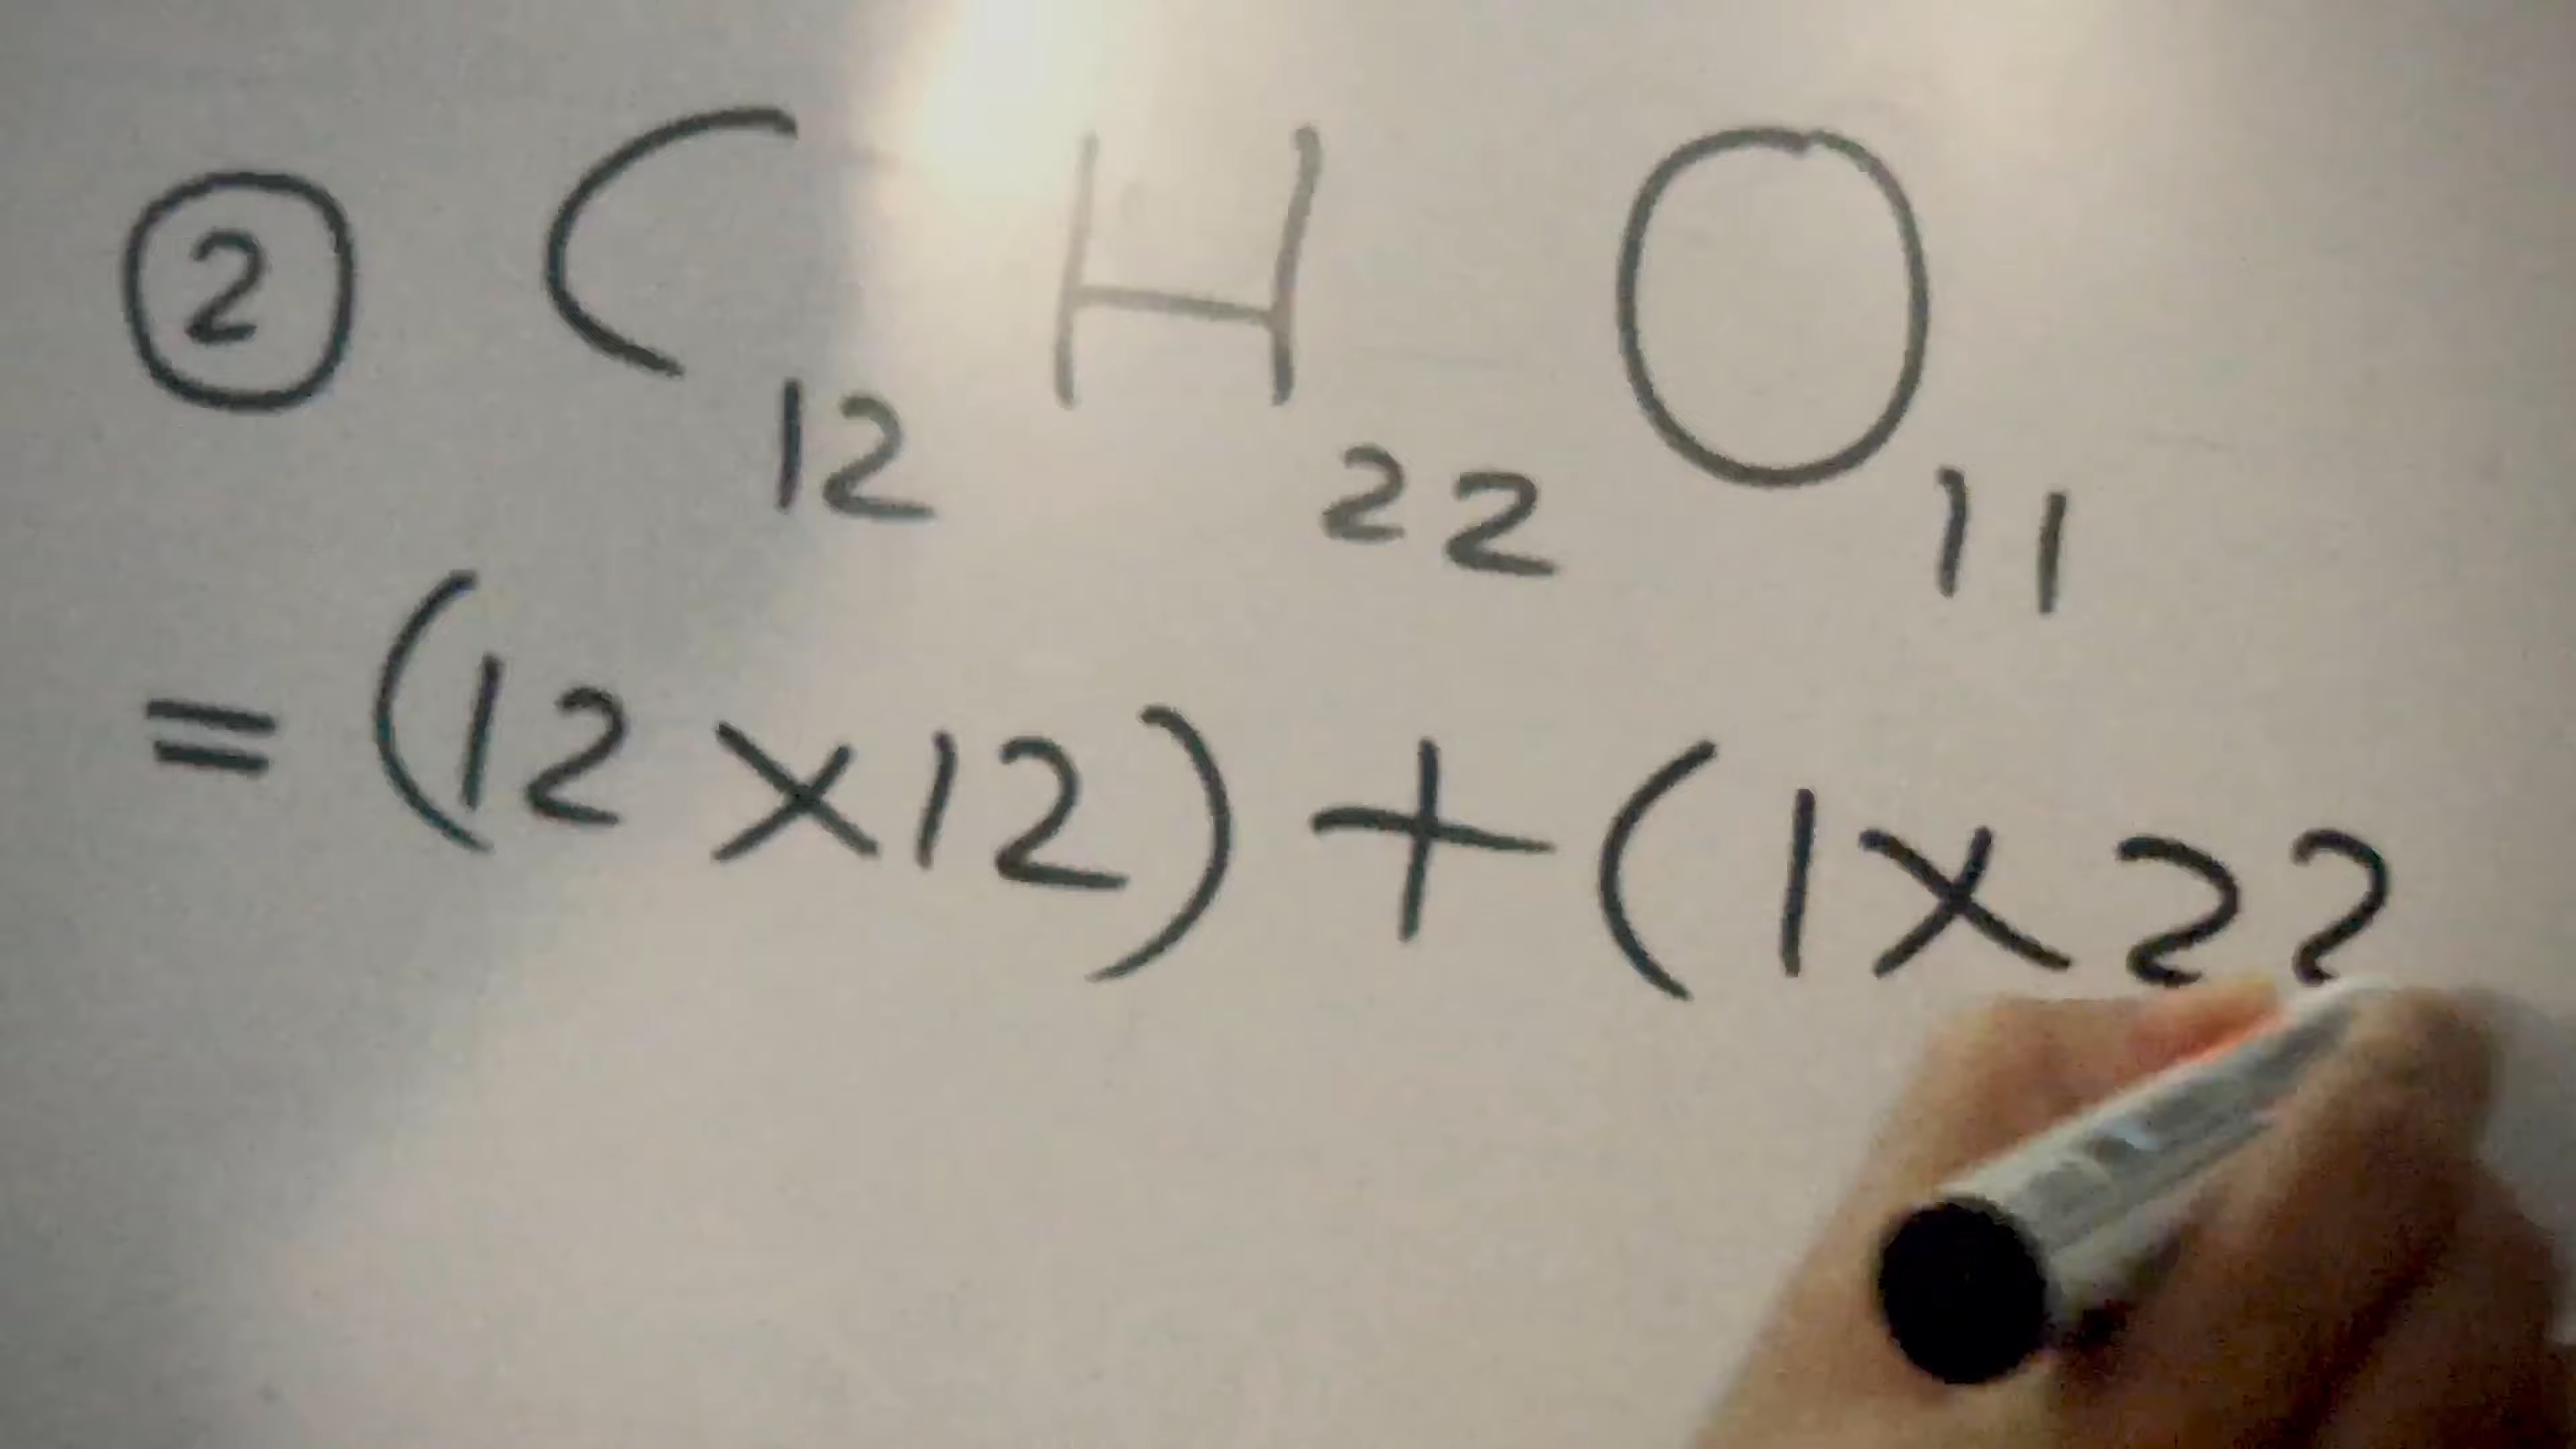 ② C12 H22 O11
= (12×12) + (1×22